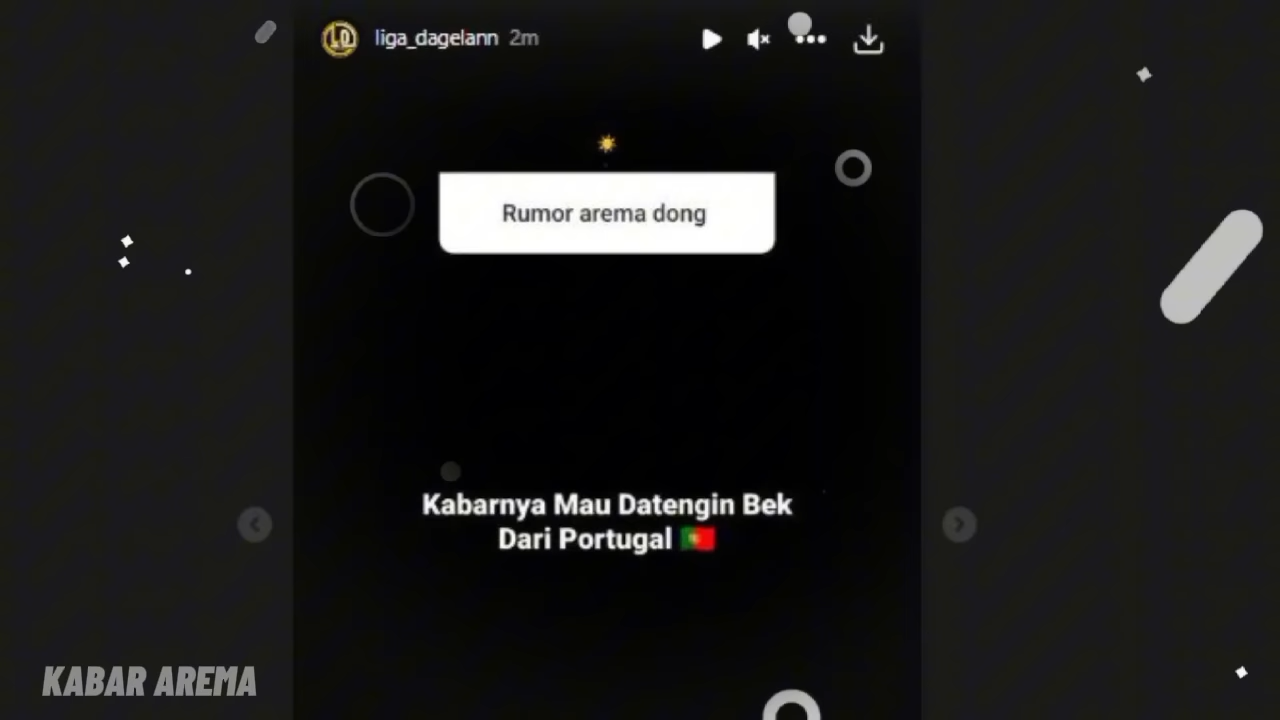 liga_dagelann 2m
Rumor arema dong
Kabarnya Mau Datengin Bek
Dari Portugal 🇵🇹
KABAR AREMA